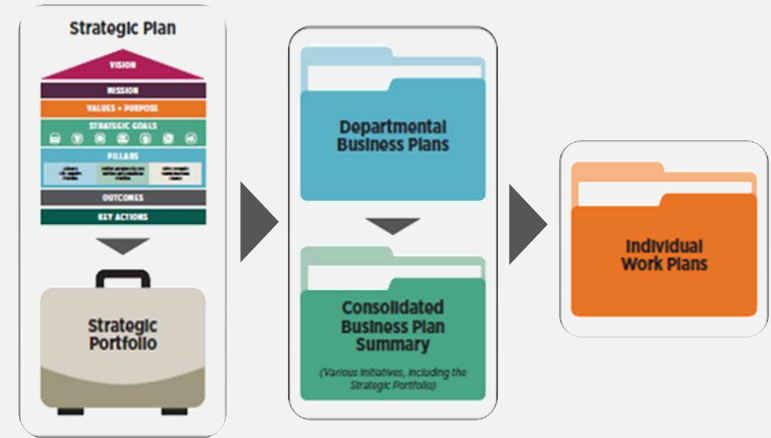 Strategic Plan
VISION
MISSION
VALUES + PURPOSE
STRATEGIC GOALS
PILLARS
OUTCOMES
KEY ACTIONS
Strategic
Portfolio
Departmental
Business Plans
Consolidated
Business Plan
Summary
(Various Initiatives, including the
Strategic Portfolio)
Individual
Work Plans